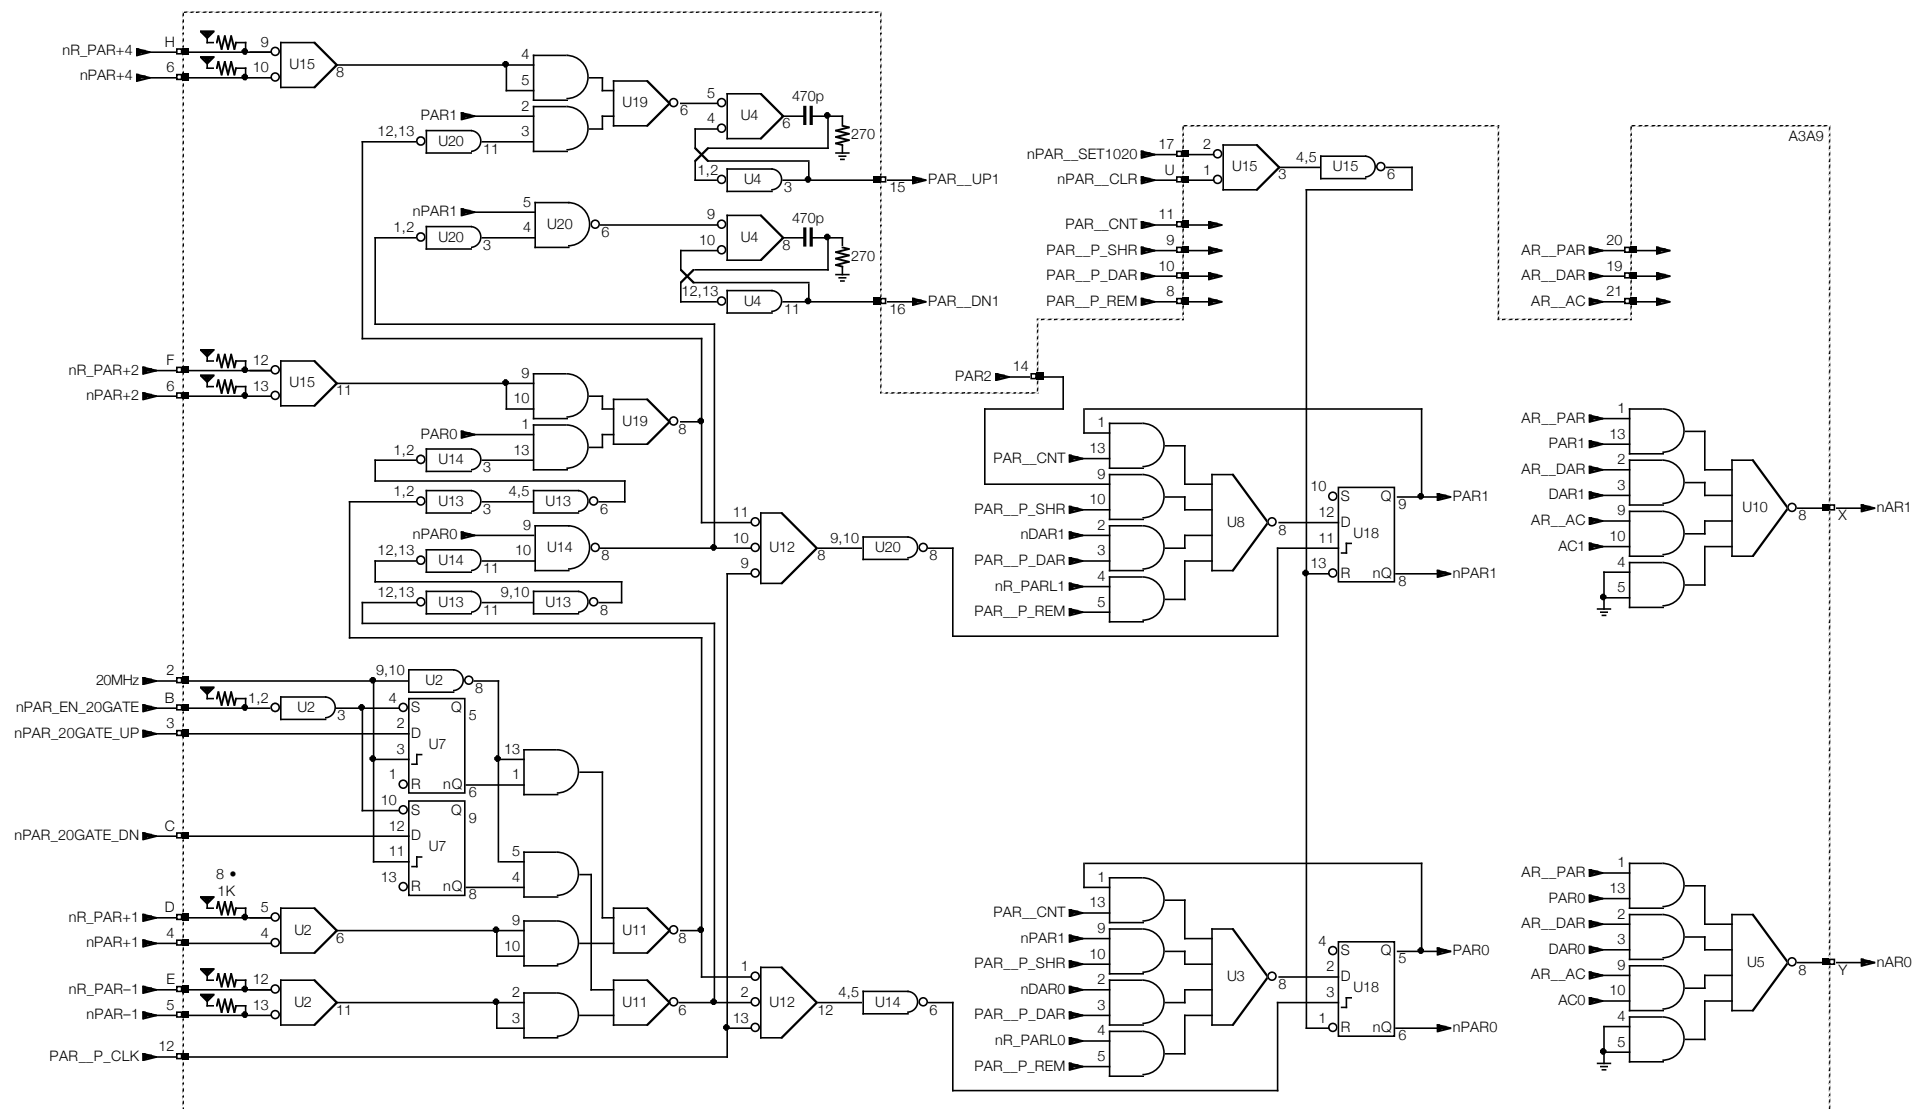 H
nR_PAR+4
9
U15
8
6
nPAR+4
10
4
5
U19
6
PAR1
2
3
12,13
U20
11
5
4
U4
6
470p
270
1,2
U4
3
15
PAR__UP1
nPAR1
5
4
U20
6
1,2
U20
3
9
10
U4
8
470p
270
12,13
U4
11
16
PAR__DN1
nPAR__SET1020
17
2
U15
3
4,5
U15
6
nPAR__CLR
U
1
PAR__CNT
11
PAR__P_SHR
9
PAR__P_DAR
10
PAR__P_REM
8
A3A9
AR__PAR
20
AR__DAR
19
AR__AC
21
PAR2
14
nR_PAR+2
F
12
U15
11
nPAR+2
6
13
9
10
U19
8
PAR0
1
13
1,2
U14
3
1,2
U13
3
4,5
U13
6
nPAR0
9
10
U14
8
12,13
U14
11
12,13
U13
11
9,10
U13
8
11
10
9
U12
8
9,10
U20
8
1
PAR__CNT
13
9
PAR__P_SHR
10
nDAR1
2
PAR__P_DAR
3
nR_PARL1
4
PAR__P_REM
5
U8
8
10
S
Q
9
PAR1
12
D
U18
11
13
R
nQ
8
nPAR1
AR__PAR
1
PAR1
13
AR__DAR
2
DAR1
3
AR__AC
9
AC1
10
4
5
U10
8
X
nAR1
20MHz
2
9,10
U2
8
nPAR_EN_20GATE
B
1,2
U2
3
nPAR_20GATE_UP
3
4
S
Q
5
2
D
U7
3
1
R
nQ
6
13
1
10
S
Q
9
nPAR_20GATE_DN
C
12
D
U7
11
13
R
nQ
8
5
4
8 •
1K
nR_PAR+1
D
5
U2
6
nPAR+1
4
4
9
10
U11
8
nR_PAR–1
E
12
U2
11
nPAR–1
5
13
2
3
U11
6
PAR__P_CLK
12
1
2
13
U12
12
4,5
U14
6
1
PAR__CNT
13
nPAR1
9
PAR__P_SHR
10
nDAR0
2
PAR__P_DAR
3
nR_PARL0
4
PAR__P_REM
5
U3
8
4
S
Q
5
PAR0
2
D
U18
3
1
R
nQ
6
nPAR0
AR__PAR
1
PAR0
13
AR__DAR
2
DAR0
3
AR__AC
9
AC0
10
4
5
U5
8
Y
nAR0